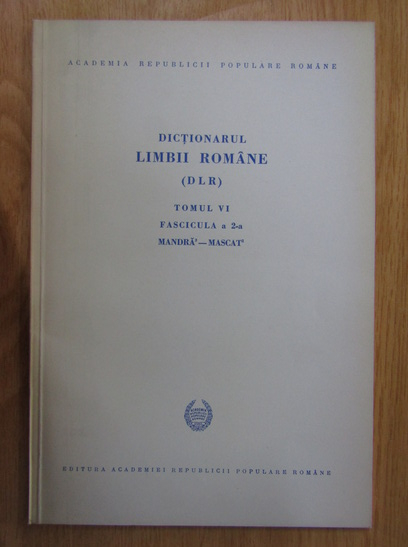 ACADEMIA REPUBLICII POPULARE ROMÂNE
DICȚIONARUL
LIMBII ROMÂNE
(DLR)
TOMUL VI
FASCICULA a 2-a
MANDRĂ¹ — MASCAT²
ACADEMIA
EDITURA ACADEMIEI REPUBLICII POPULARE ROMÂNE